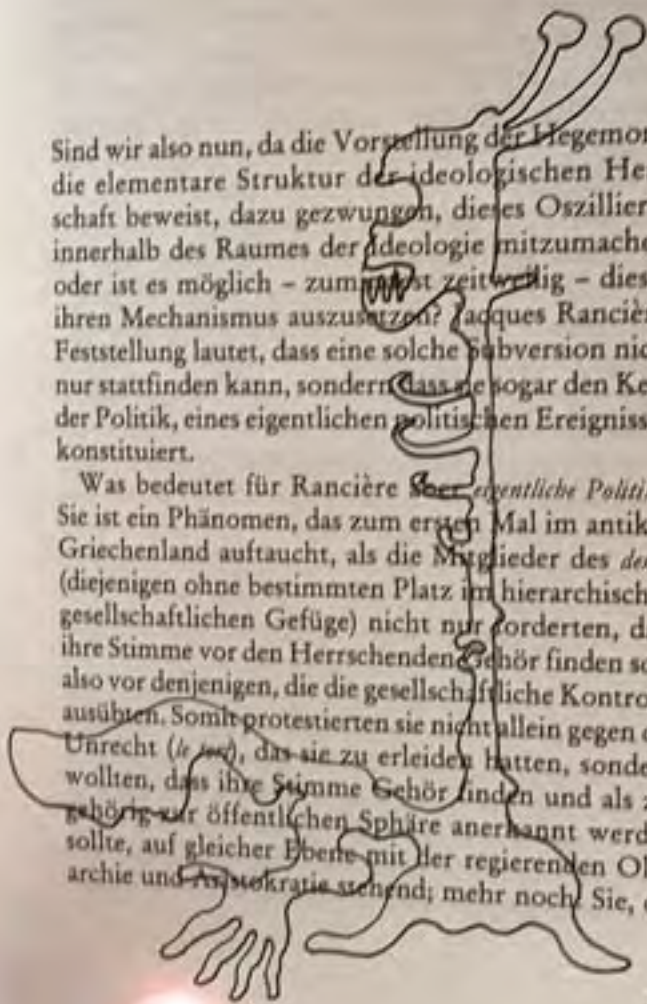 Sind wir also nun, da die Vorstellung der Hegemon
die elementare Struktur der ideologischen He
schaft beweist, dazu gezwungen, dieses Oszillier
innerhalb des Raumes der Ideologie mitzumache
oder ist es möglich – zumindest zeitweilig – dies
ihren Mechanismus auszusetzen? Jacques Rancièr
Feststellung lautet, dass eine solche Subversion nic
nur stattfinden kann, sondern dass sie sogar den Ke
der Politik, eines eigentlichen politischen Ereigniss
konstituiert.
Was bedeutet für Rancière aber eigentliche Politi
Sie ist ein Phänomen, das zum ersten Mal im antik
Griechenland auftaucht, als die Mitglieder des de
(diejenigen ohne bestimmten Platz im hierarchisch
gesellschaftlichen Gefüge) nicht nur forderten, da
ihre Stimme vor den Herrschenden Gehör finden so
also vor denjenigen, die die gesellschaftliche Kontro
ausübten. Somit protestierten sie nicht allein gegen d
Unrecht (le tort), das sie zu erleiden hatten, sonde
wollten, dass ihre Stimme Gehör finden und als z
gehörig zur öffentlichen Sphäre anerkannt werd
sollte, auf gleicher Ebene mit der regierenden Ol
archie und Aristokratie stehend; mehr noch: Sie, d